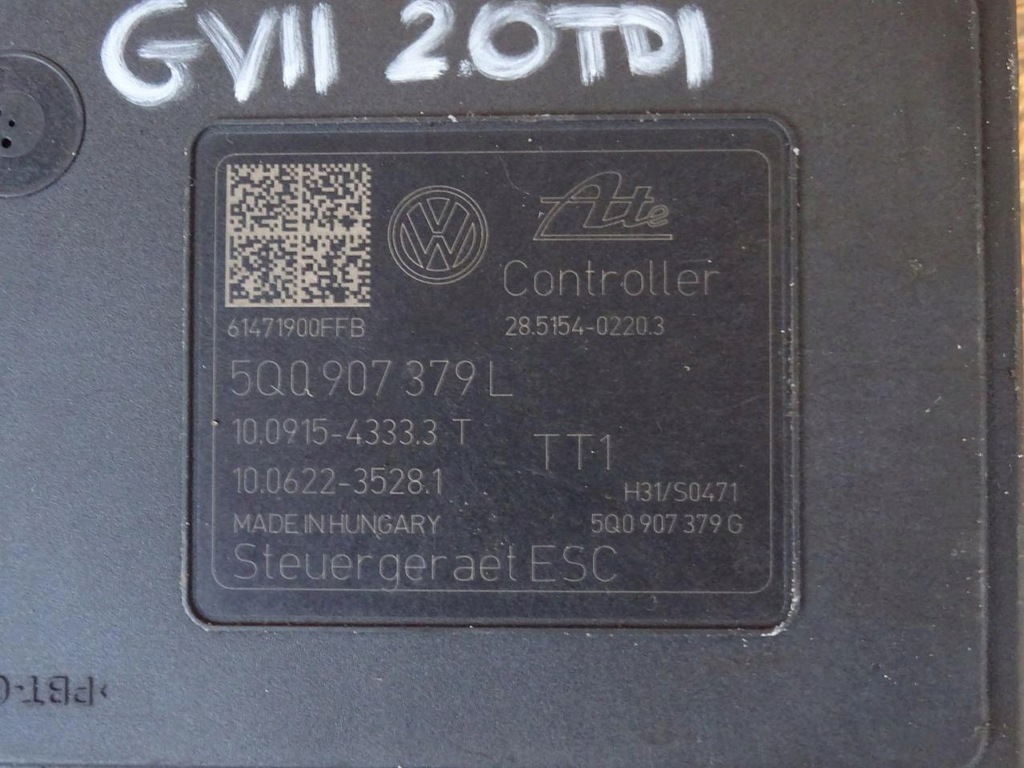 GVII 2.0TDI
Ate
Controller
61471900FFB
28.5154-0220.3
5Q0 907 379 L
10.0915-4333.3 T
TT1
10.0622-3528.1
H31/S0471
MADE IN HUNGARY
5Q0 907 379 G
Steuergeraet ESC
>PBT-